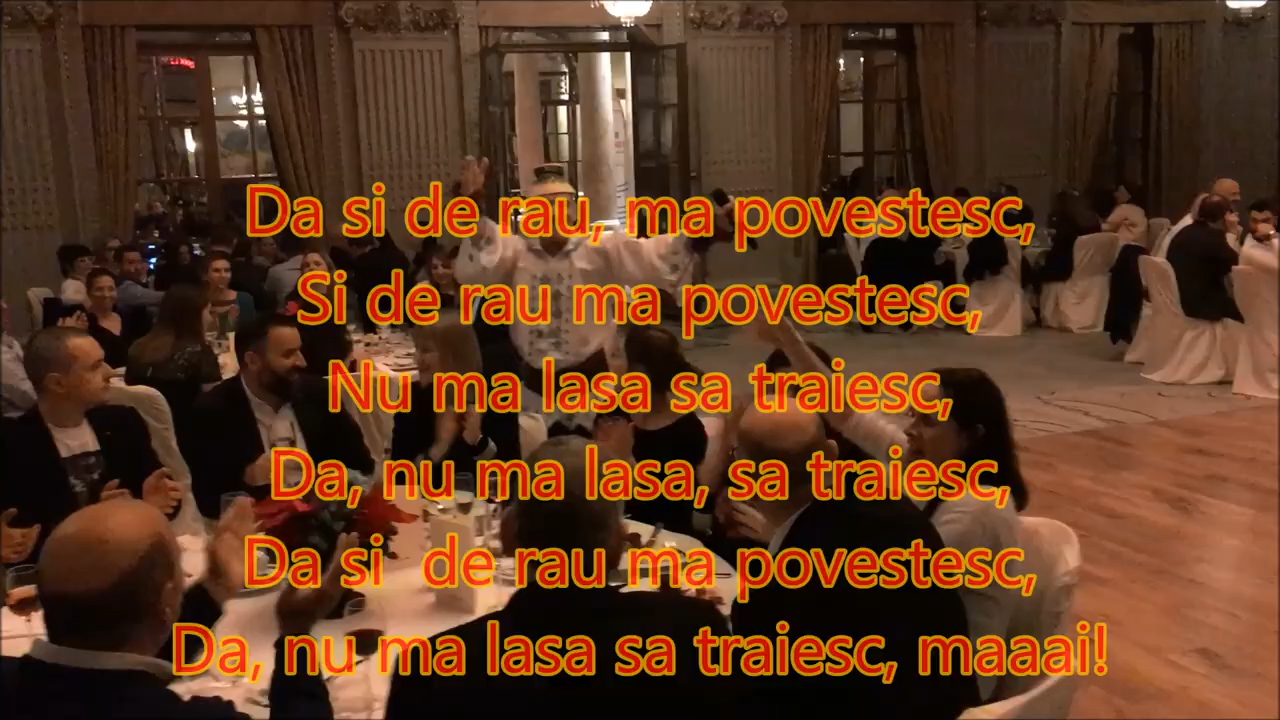 Da si de rau, ma povestesc,
Si de rau ma povestesc,
Nu ma lasa sa traiesc,
Da, nu ma lasa, sa traiesc,
Da si  de rau ma povestesc,
Da, nu ma lasa sa traiesc, maaai!